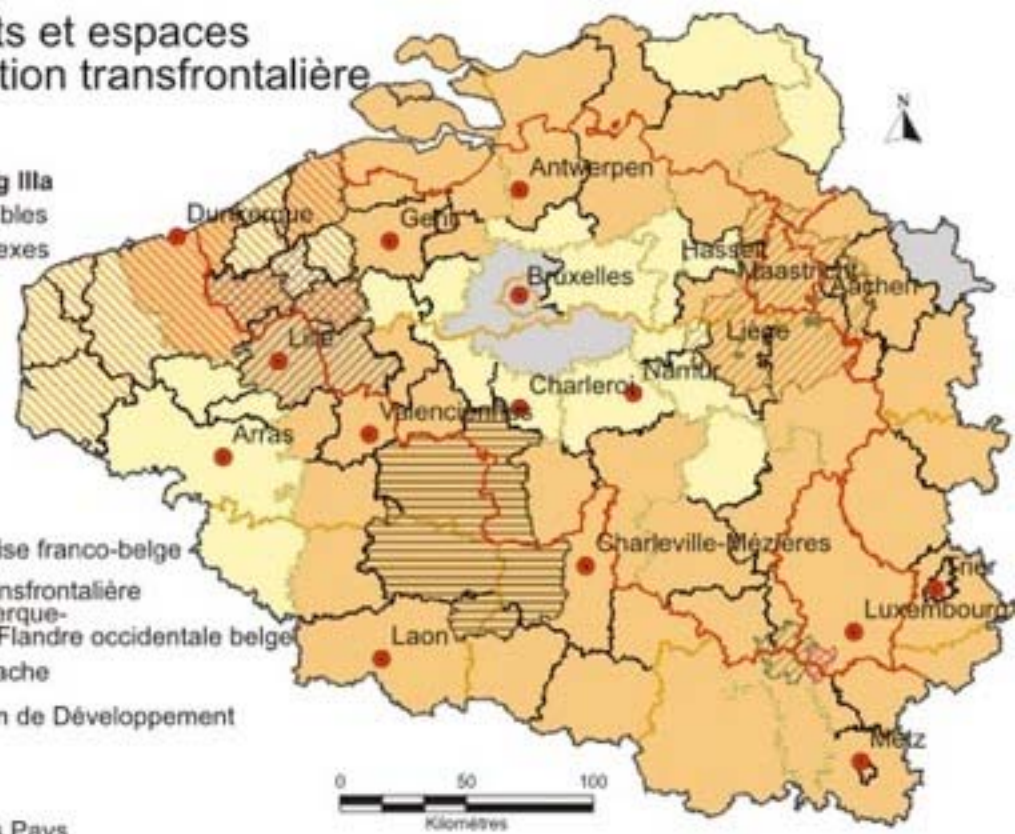 ts et espaces
tion transfrontalière
N
g IIIa
bles
exes
Antwerpen
Dunkerque
Gent
Hasselt
Bruxelles
Maastricht
Aachen
Lille
Liège
Namur
Charleroi
Valenciennes
Arras
ise franco-belge
Charleville-Mézières
Trier
nsfrontalière
erque-
Luxembourg
Flandre occidentale belge
Laon
ache
n de Développement
Metz
0 50 100
Kilomètres
s Pays